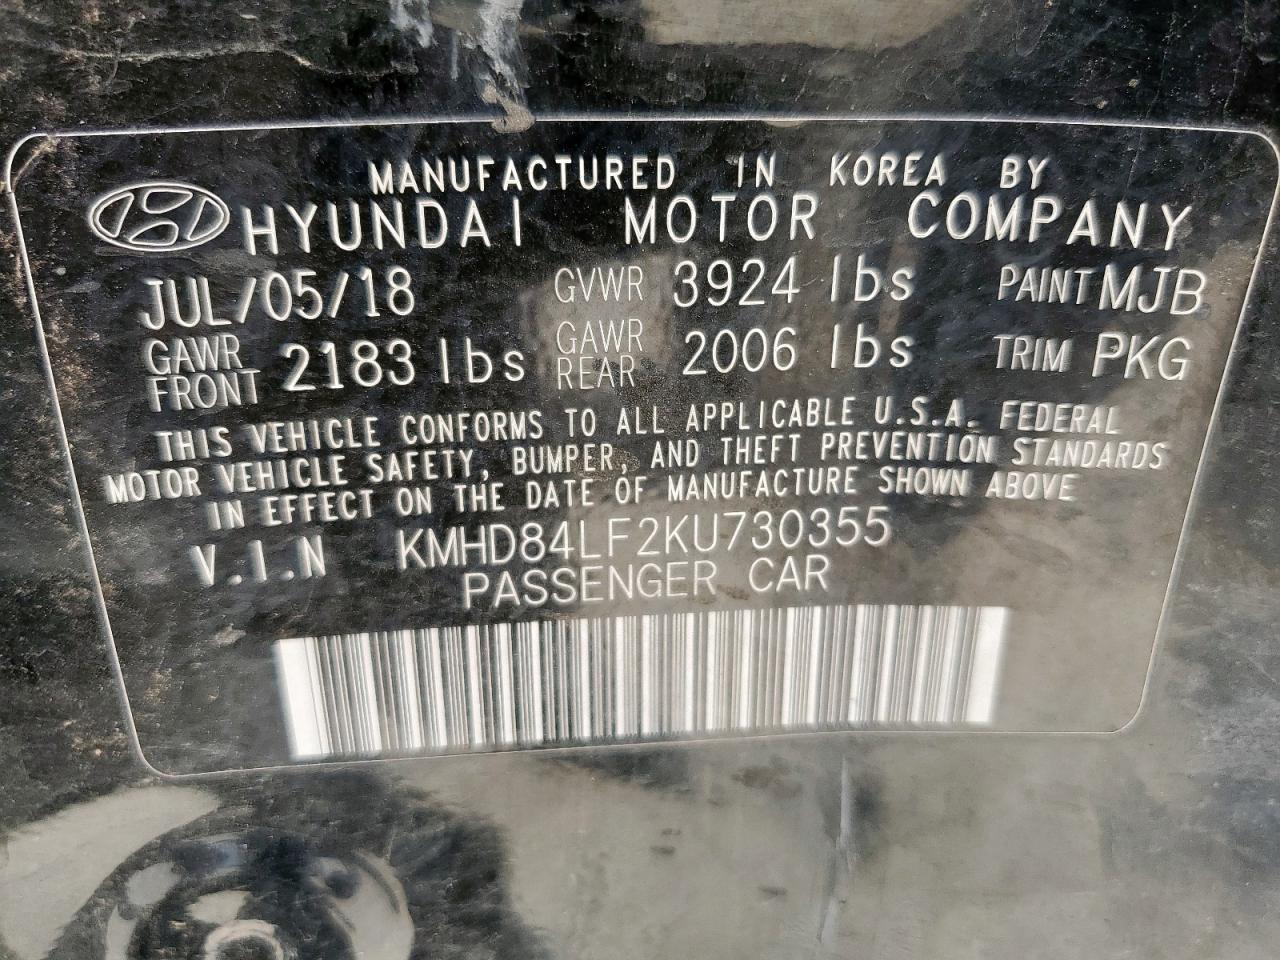 MANUFACTURED IN KOREA BY
HYUNDAI MOTOR COMPANY
JUL/05/18 GVWR 3924 lbs PAINT MJB
GAWR FRONT 2183 lbs GAWR REAR 2006 lbs TRIM PKG
THIS VEHICLE CONFORMS TO ALL APPLICABLE U.S.A. FEDERAL
MOTOR VEHICLE SAFETY, BUMPER, AND THEFT PREVENTION STANDARDS
IN EFFECT ON THE DATE OF MANUFACTURE SHOWN ABOVE
V.I.N KMHD84LF2KU730355
PASSENGER CAR